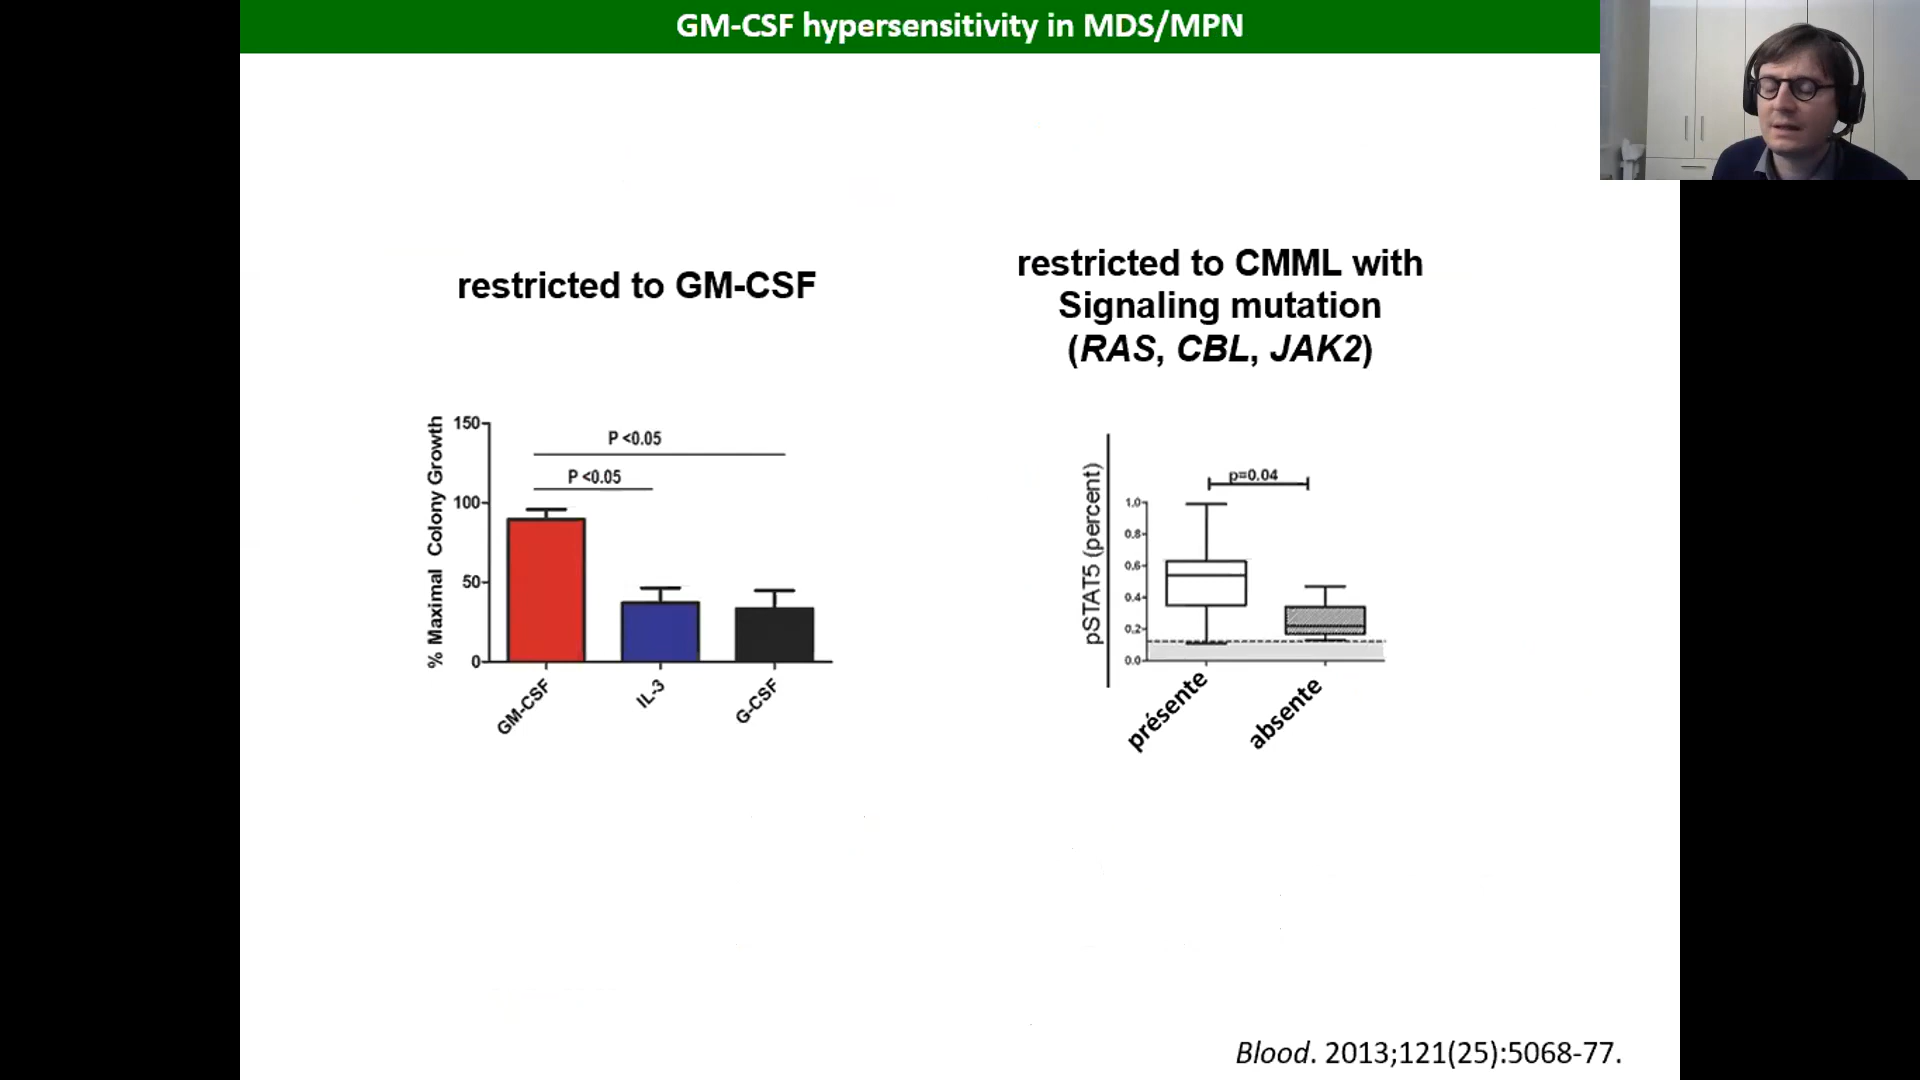 GM-CSF hypersensitivity in MDS/MPN
restricted to GM-CSF
% Maximal Colony Growth
150
100
50
0
P <0.05
P <0.05
GM-CSF
IL-3
G-CSF
restricted to CMML with
Signaling mutation
(RAS, CBL, JAK2)
pSTAT5 (percent)
p=0.04
1.0
0.8
0.6
0.4
0.2
0.0
présente
absente
Blood. 2013;121(25):5068-77.